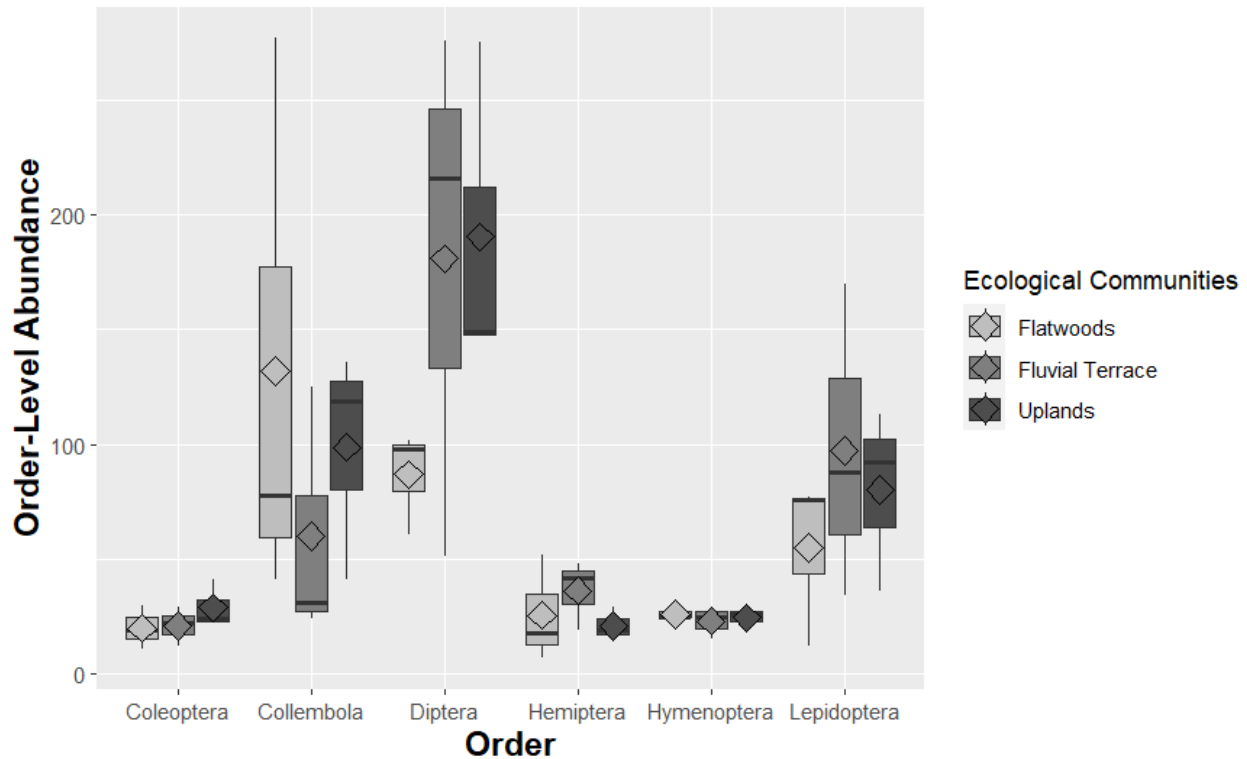 Order-Level Abundance
200
100
0
Coleoptera Collembola Diptera Hemiptera Hymenoptera Lepidoptera
Order
Ecological Communities
Flatwoods
Fluvial Terrace
Uplands